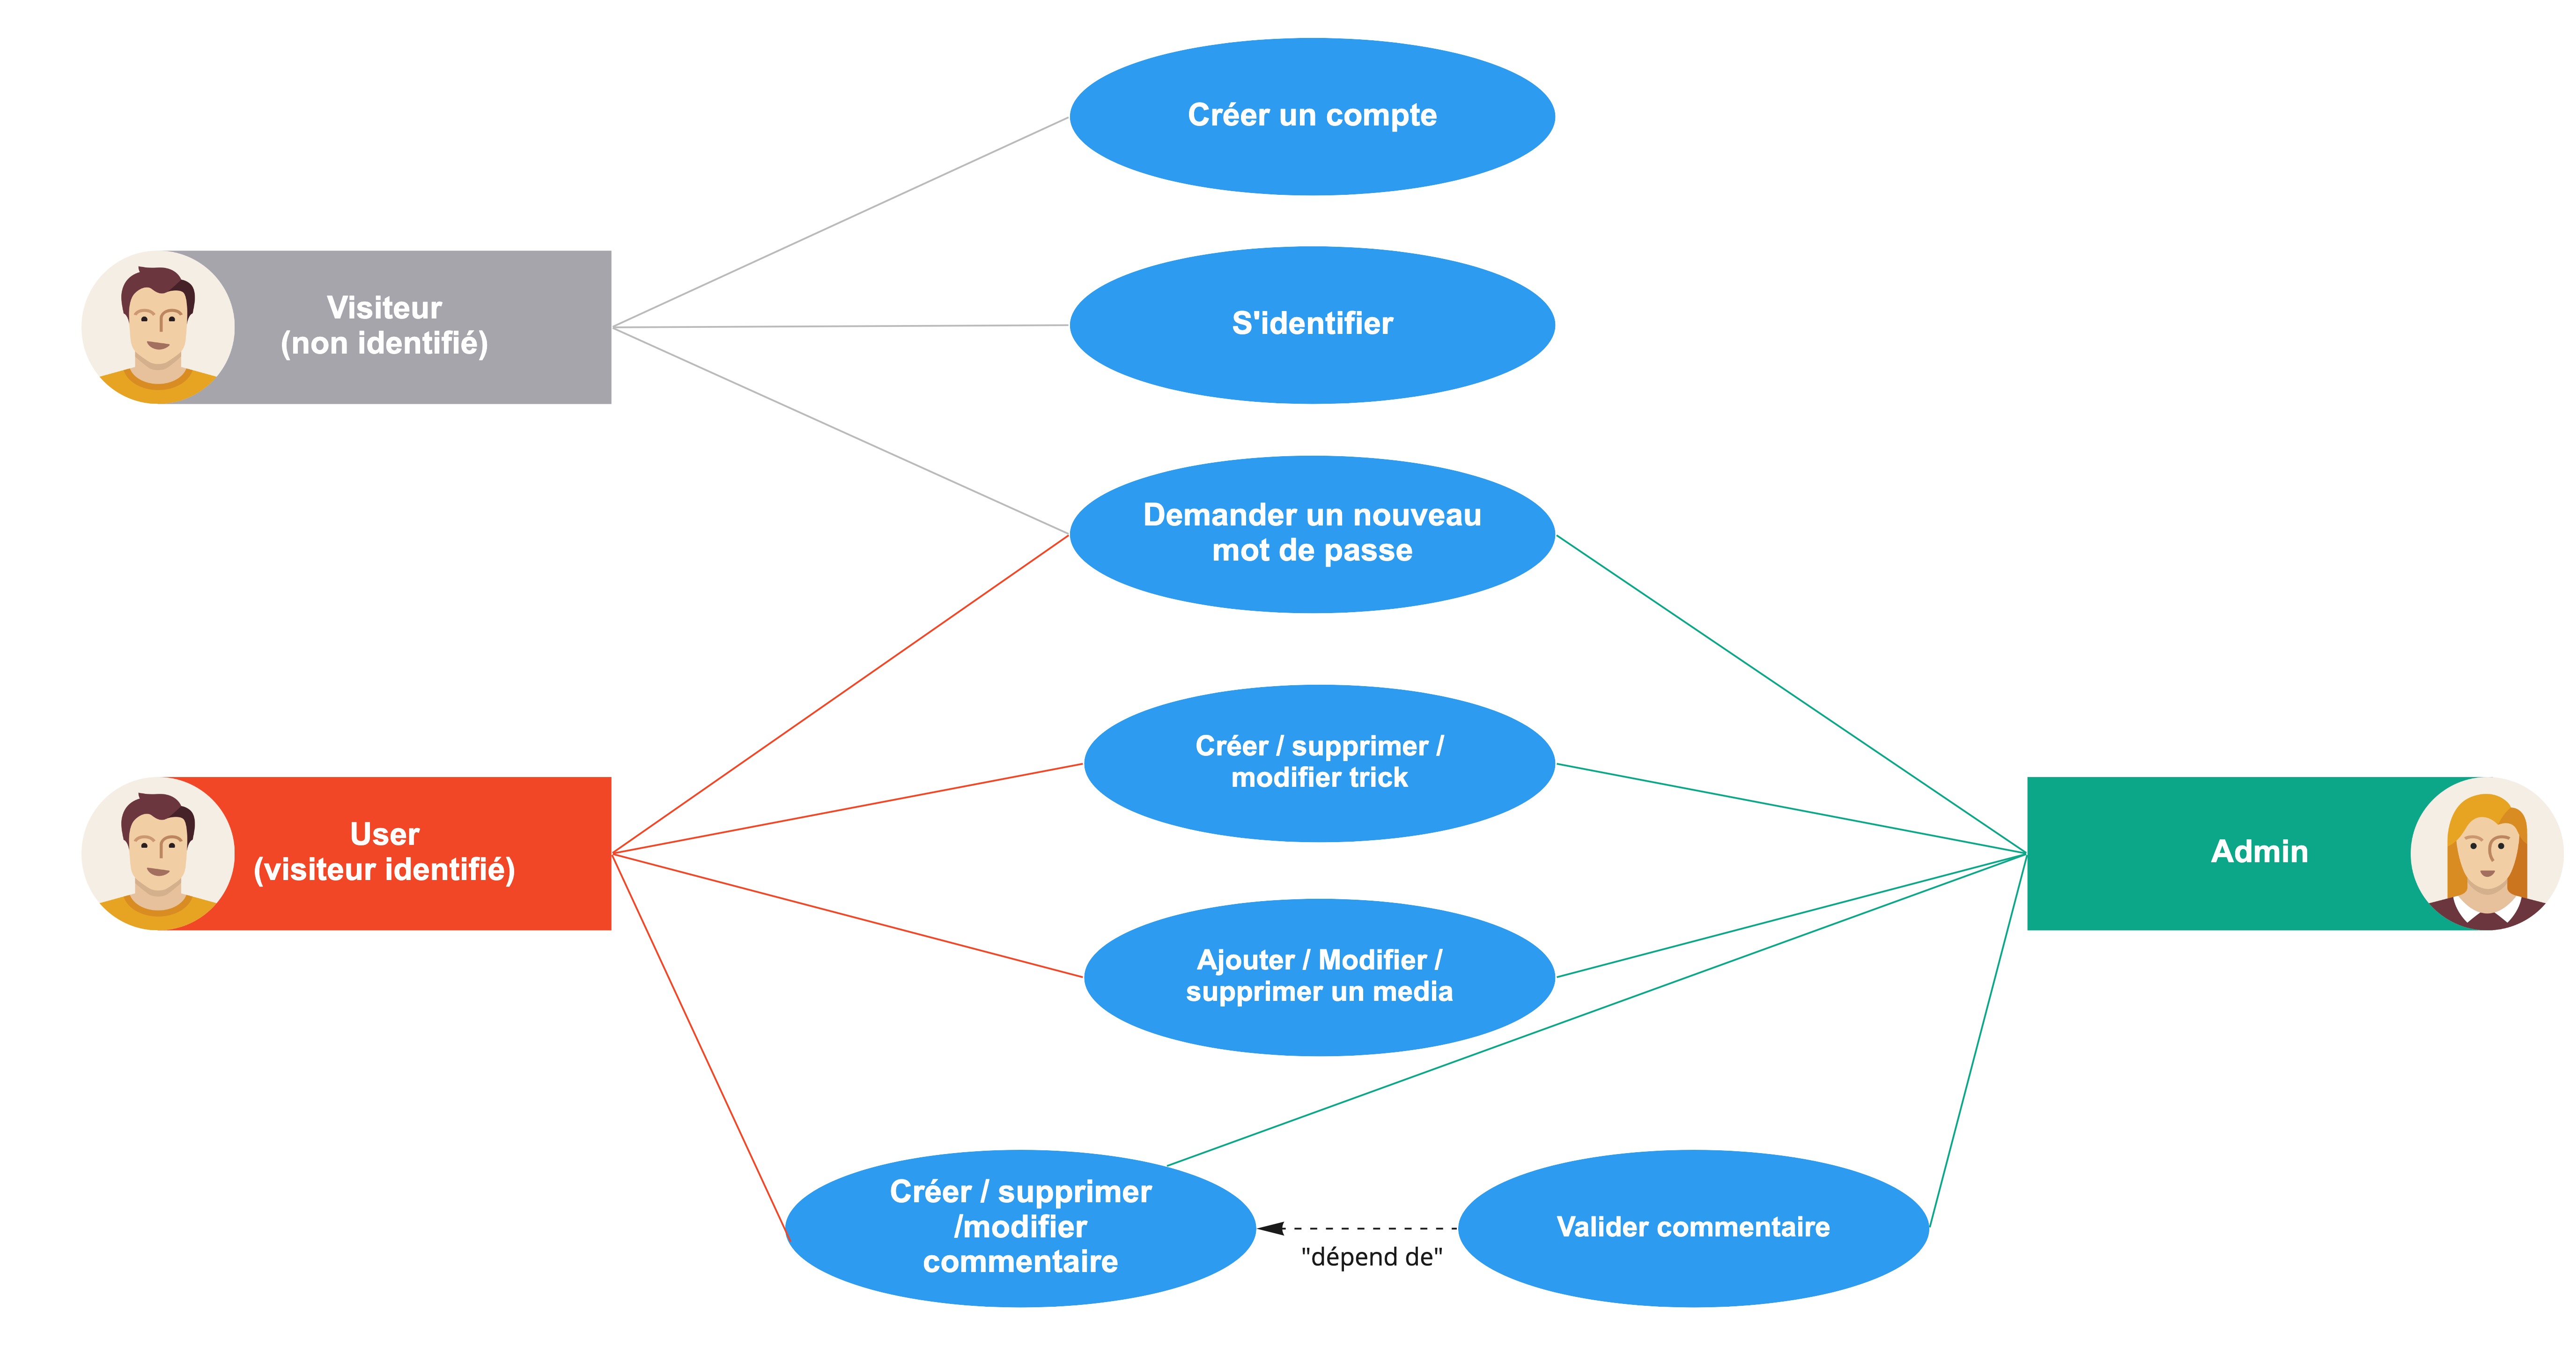 Créer un compte
Visiteur
(non identifié)
S'identifier
Demander un nouveau
mot de passe
Créer / supprimer /
modifier trick
User
(visiteur identifié)
Admin
Ajouter / Modifier /
supprimer un media
Créer / supprimer
/modifier
commentaire
"dépend de"
Valider commentaire